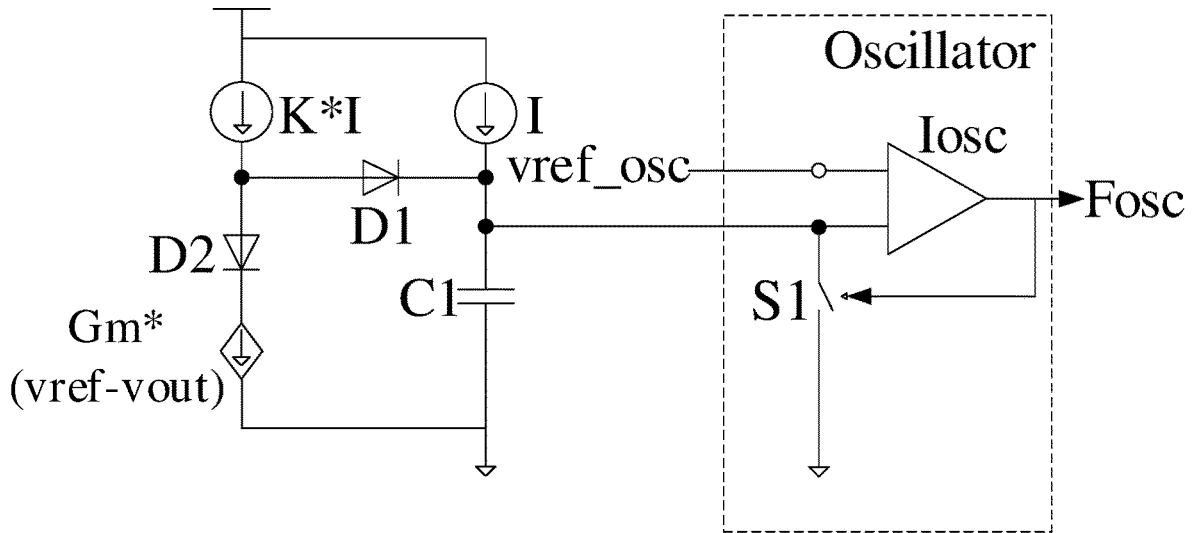 Oscillator
K*I
I
Iosc
vref_osc
Fosc
D1
D2
C1
S1
Gm*
(vref-vout)